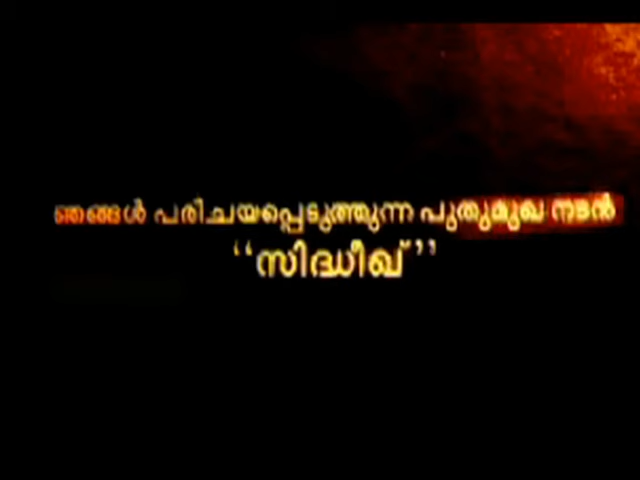 ഞങ്ങൾ പരിചയപ്പെടുത്തുന്ന പുതുമുഖ നടൻ
“സിദ്ധീഖ്”